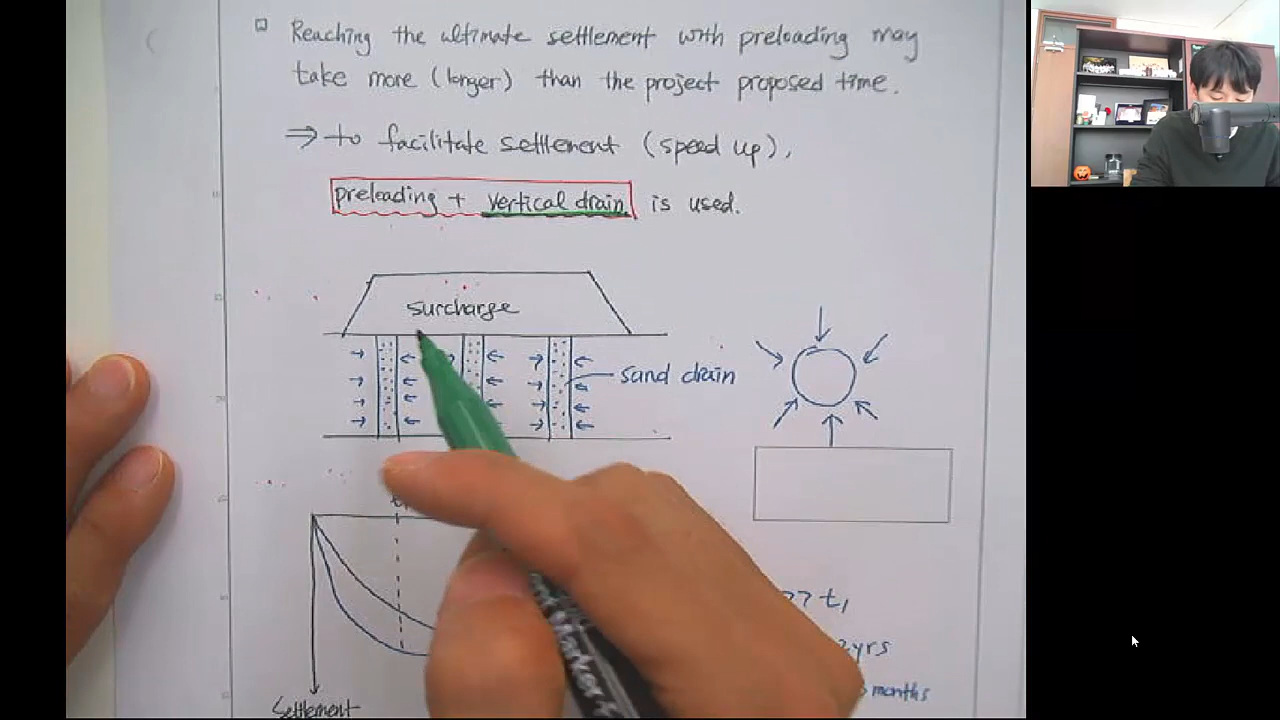 Reaching the ultimate settlement with preloading may
take more (longer) than the project proposed time.
⇒ to facilitate settlement (speed up),
preloading + vertical drain is used.
surcharge
sand drain
>> t₁
2yrs
months
Settlement